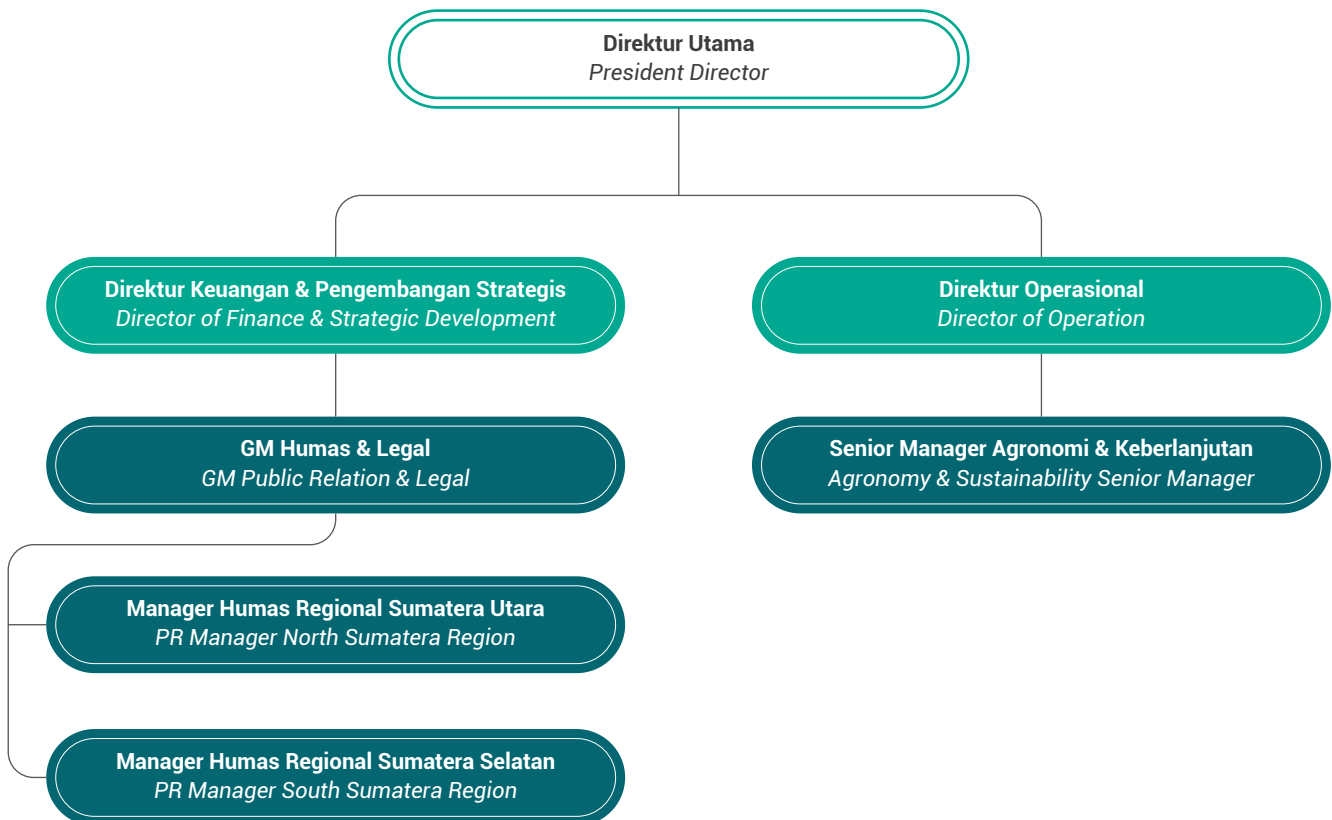 Direktur Utama
President Director
Direktur Keuangan & Pengembangan Strategis
Director of Finance & Strategic Development
Direktur Operasional
Director of Operation
GM Humas & Legal
GM Public Relation & Legal
Senior Manager Agronomi & Keberlanjutan
Agronomy & Sustainability Senior Manager
Manager Humas Regional Sumatera Utara
PR Manager North Sumatera Region
Manager Humas Regional Sumatera Selatan
PR Manager South Sumatera Region